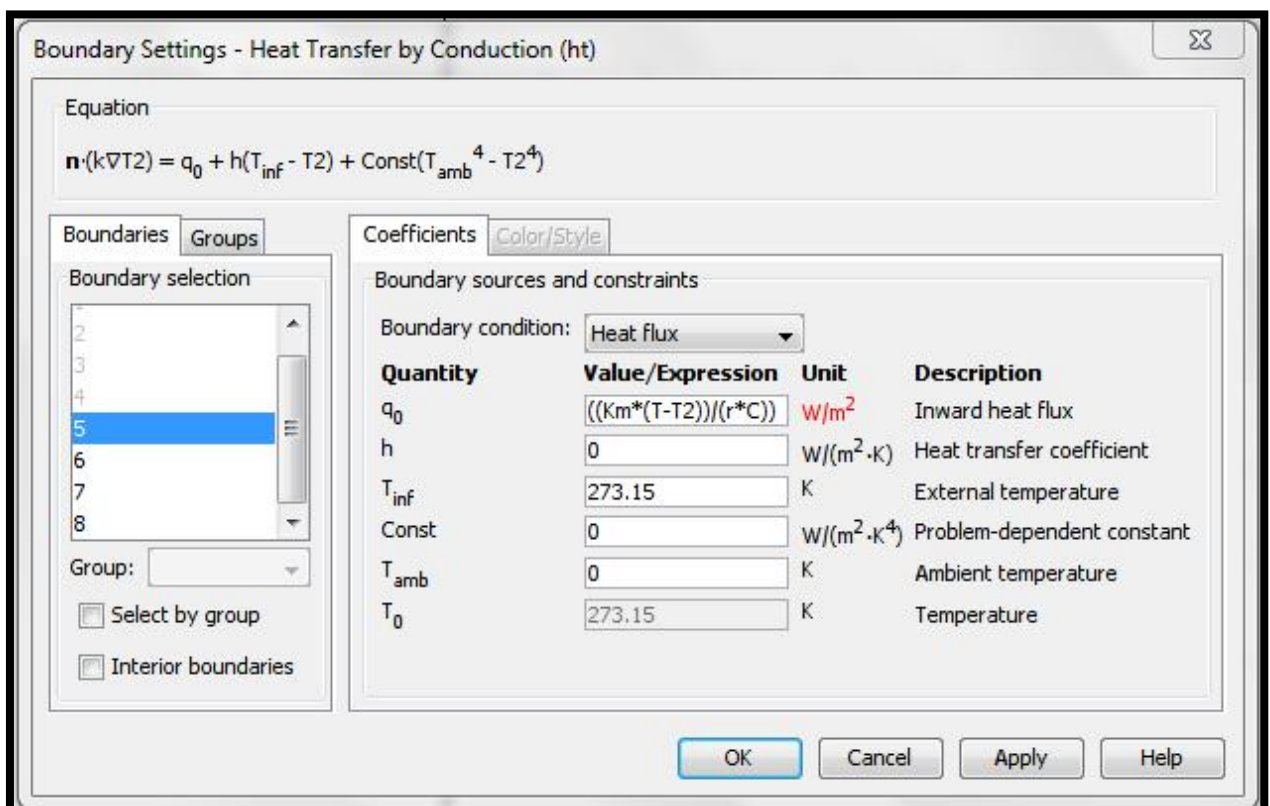 Boundary Settings - Heat Transfer by Conduction (ht)
Equation
n·(k∇T2) = q₀ + h(T_inf - T2) + Const(T_amb⁴ - T2⁴)
Boundaries Groups
Coefficients Color/Style
Boundary selection
2
3
4
5
6
7
8
Group:
Select by group
Interior boundaries
Boundary sources and constraints
Boundary condition: Heat flux
Quantity Value/Expression Unit Description
q₀ ((Km*(T-T2))/(r*C)) W/m² Inward heat flux
h 0 W/(m²·K) Heat transfer coefficient
T_inf 273.15 K External temperature
Const 0 W/(m²·K⁴) Problem-dependent constant
T_amb 0 K Ambient temperature
T₀ 273.15 K Temperature
OK Cancel Apply Help